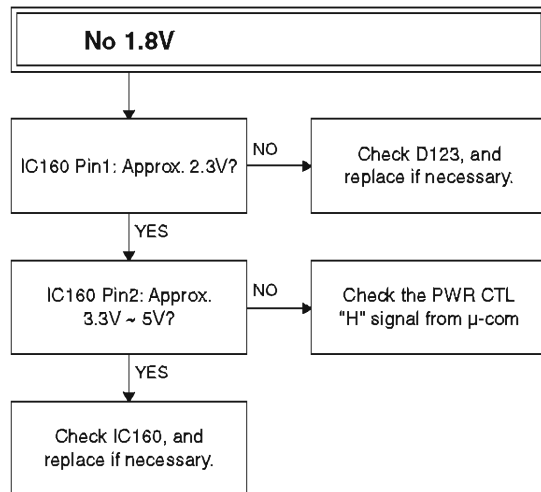 No 1.8V
IC160 Pin1: Approx. 2.3V?
NO
Check D123, and
replace if necessary.
YES
IC160 Pin2: Approx.
3.3V ~ 5V?
NO
Check the PWR CTL
"H" signal from µ-com
YES
Check IC160, and
replace if necessary.